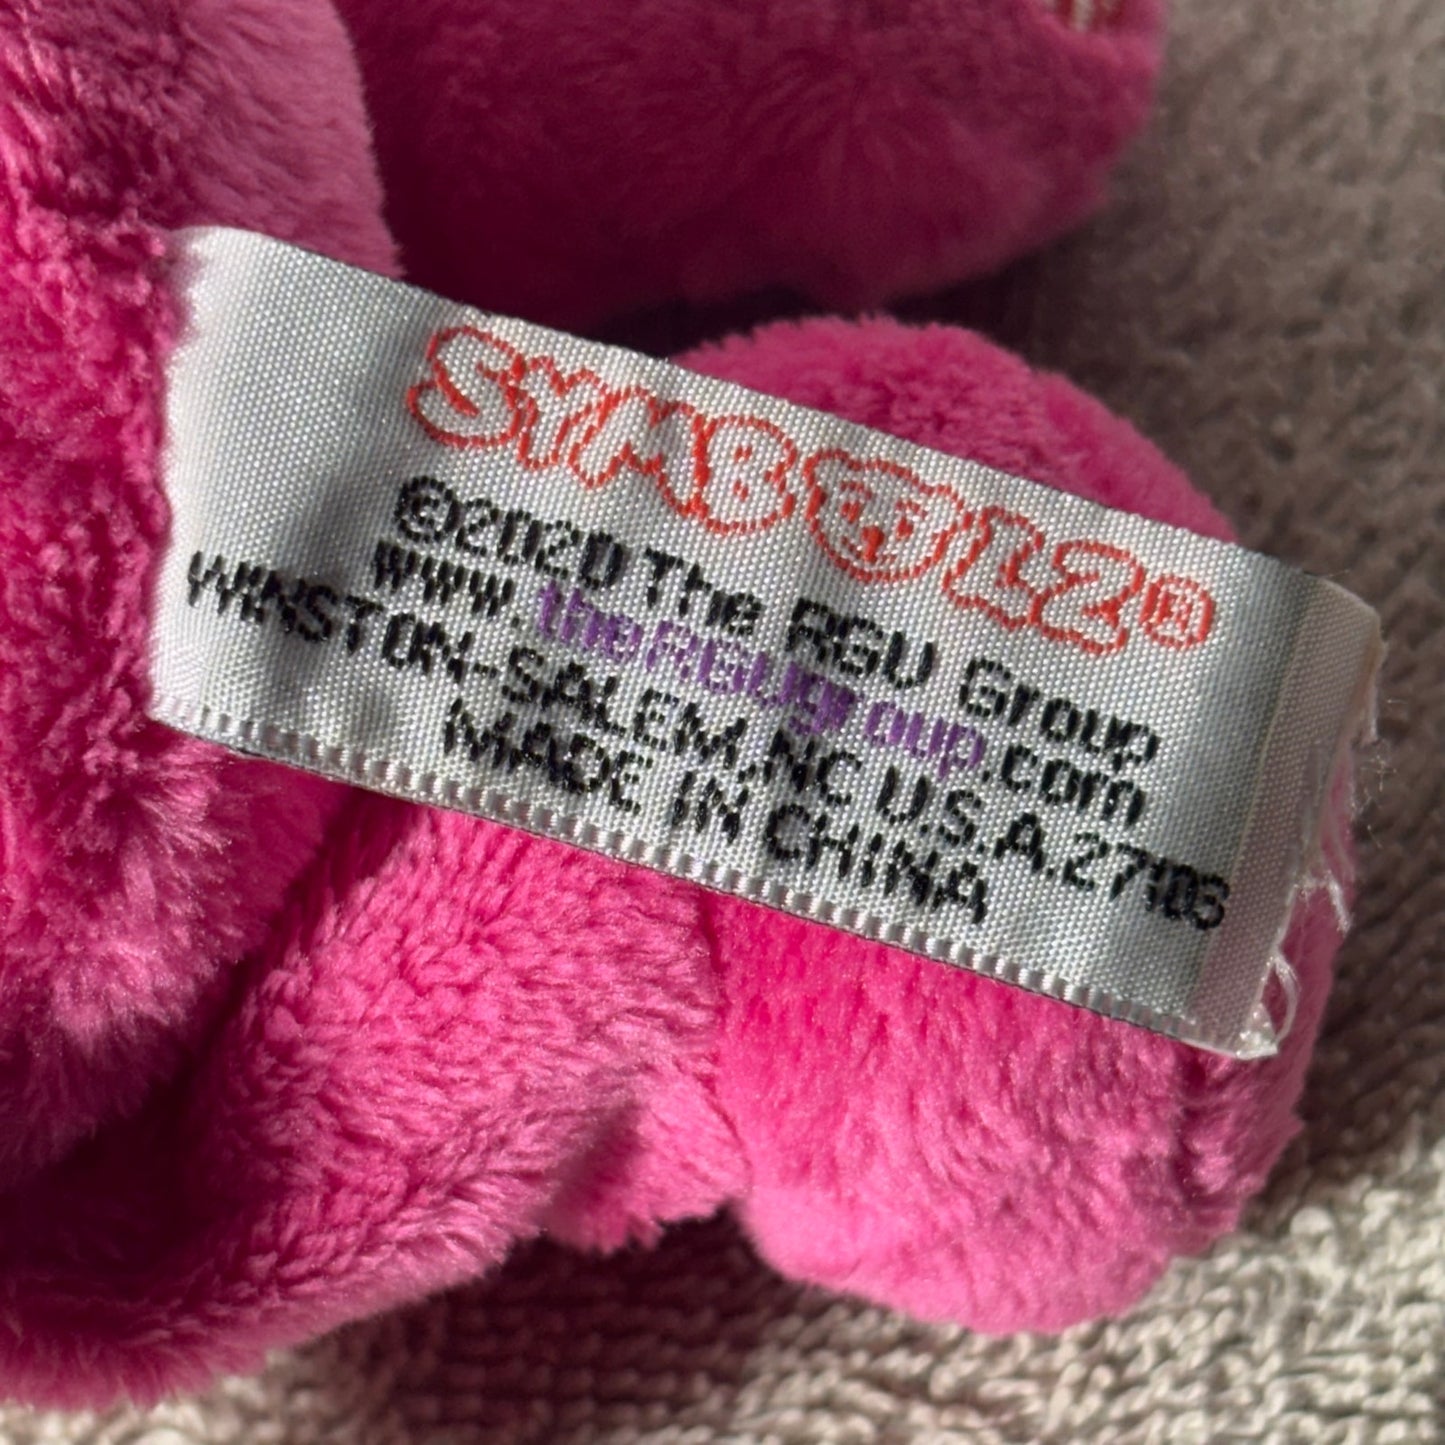 SYMBOLZ®
©2020 The RGU Group
www.theRGUgroup.com
WINSTON-SALEM, NC U.S.A. 27103
MADE IN CHINA